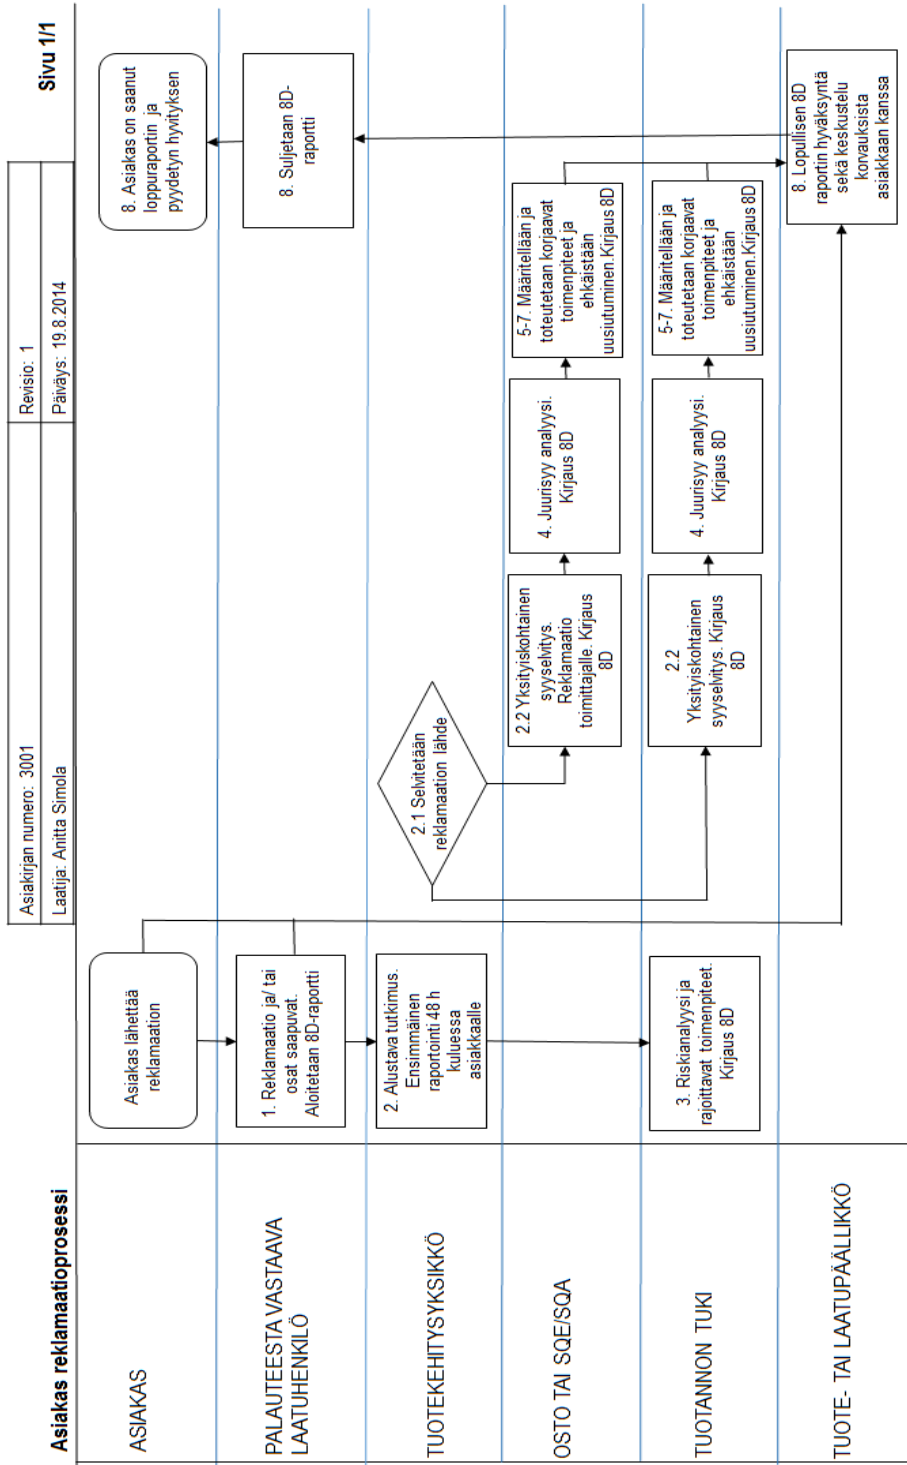 Asiakas reklamaatioprosessi
Asiakirjan numero: 3001
Revisio: 1
Sivu 1/1
Laatija: Anitta Simola
Päiväys: 19.8.2014
ASIAKAS
Asiakas lähettää
reklamaation
8. Asiakas on saanut
loppuraportin ja
pyydetyn hyvityksen
PALAUTEESTA VASTAAVA
LAATUHENKILÖ
1. Reklamaatio ja/ tai
osat saapuvat.
Aloitetaan 8D-raportti
8. Suljetaan 8D-
raportti
TUOTEKEHITYSYKSIKKÖ
2. Alustava tutkimus.
Ensimmäinen
raportointi 48 h
kuluessa
asiakkaalle
2.1 Selvitetään
reklamaation lähde
OSTO TAI SQE/SQA
2.2 Yksityiskohtainen
syyselvitys.
Reklamaatio
toimittajalle. Kirjaus
8D
4. Juurisyy analyysi.
Kirjaus 8D
5-7. Määritellään ja
toteutetaan korjaavat
toimenpiteet ja
ehkäistään
uusiutuminen.Kirjaus 8D
TUOTANNON TUKI
3. Riskianalyysi ja
rajoittavat toimenpiteet.
Kirjaus 8D
2.2
Yksityiskohtainen
syyselvitys. Kirjaus
8D
4. Juurisyy analyysi.
Kirjaus 8D
5-7. Määritellään ja
toteutetaan korjaavat
toimenpiteet ja
ehkäistään
uusiutuminen.Kirjaus 8D
TUOTE- TAI LAATUPÄÄLLIKKÖ
8. Lopullisen 8D
raportin hyväksyntä
sekä keskustelu
korvauksista
asiakkaan kanssa